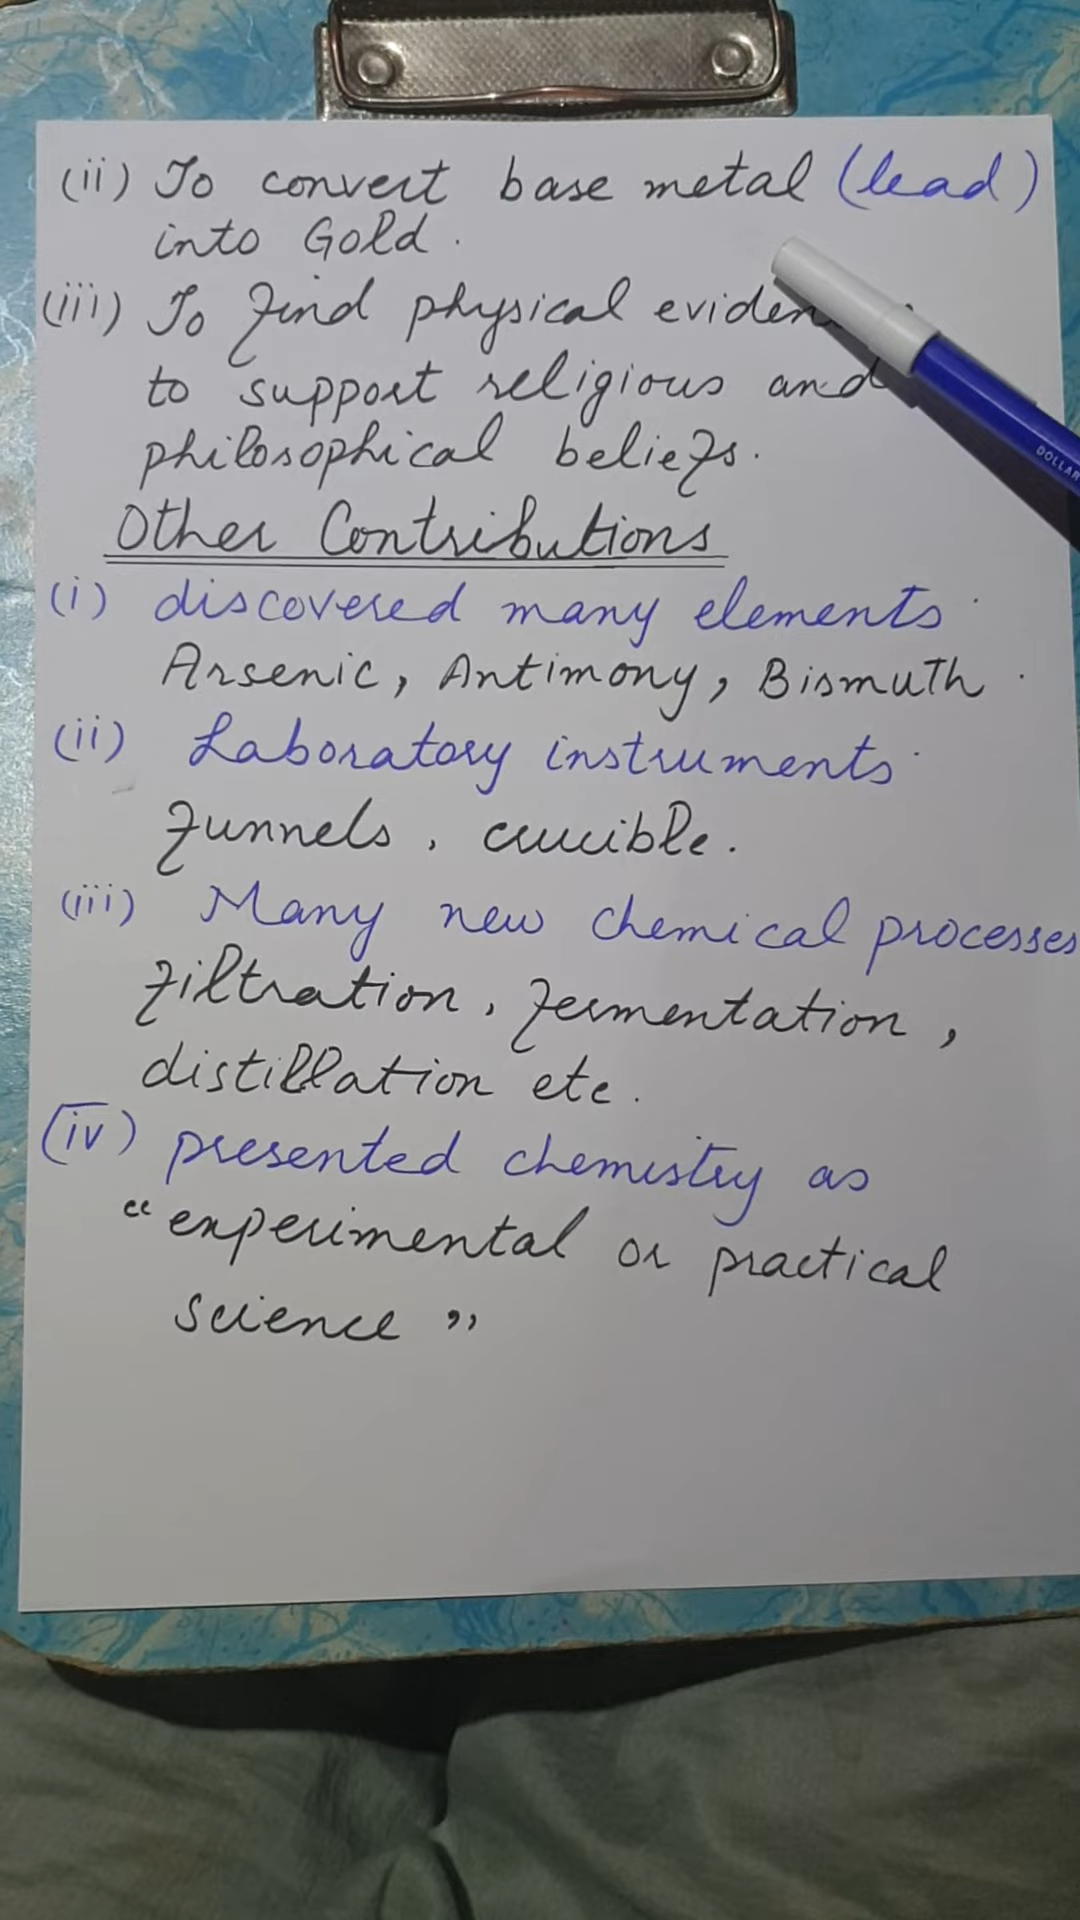 (ii) To convert base metal (lead)
into Gold.
(iii) To find physical
to support religious and
philosophical beliefs.
Other Contributions
(i) discovered many elements.
Arsenic, Antimony, Bismuth.
(ii) Laboratory instruments.
funnels, crucible.
(iii) Many new chemical processes
filtration, fermentation,
distillation etc.
(iv) presented chemistry as
"experimental or practical
science"
DOLLAR